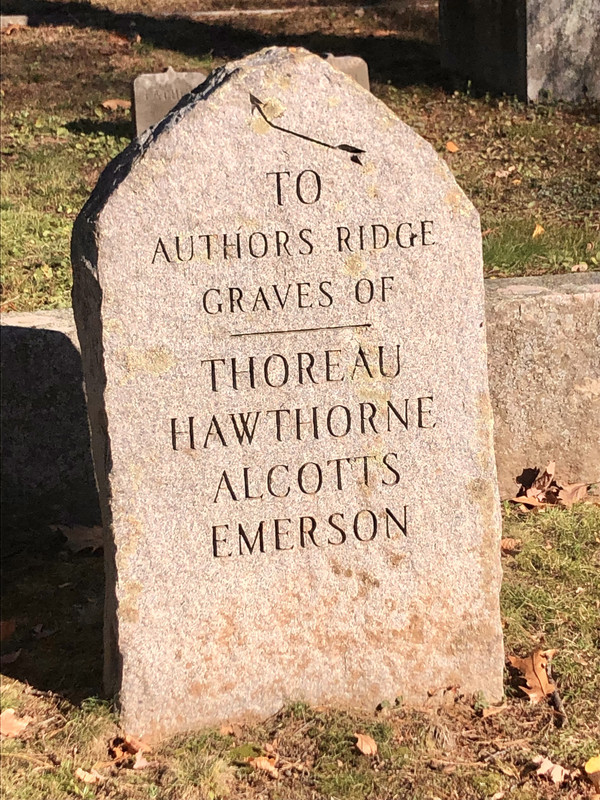 TO
AUTHORS RIDGE
GRAVES OF
THOREAU
HAWTHORNE
ALCOTTS
EMERSON